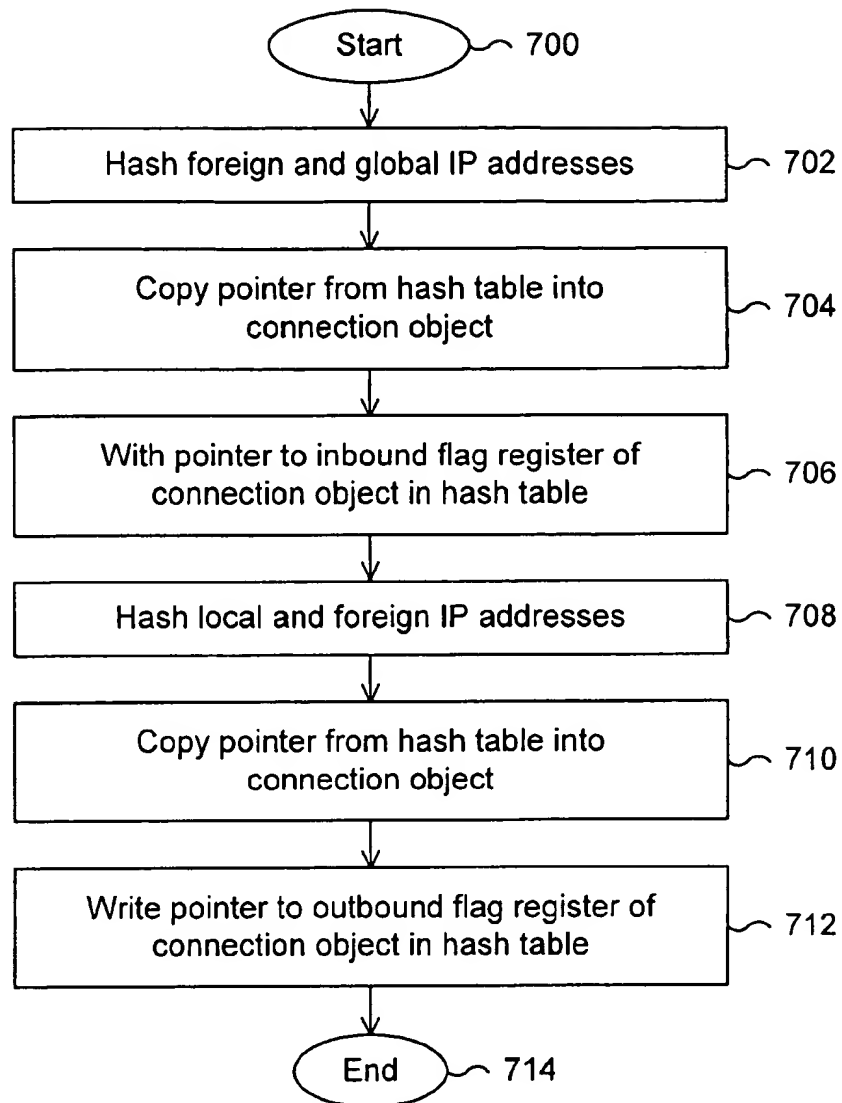 Start 700
Hash foreign and global IP addresses 702
Copy pointer from hash table into
connection object
704
With pointer to inbound flag register of
connection object in hash table
706
Hash local and foreign IP addresses 708
Copy pointer from hash table into
connection object
710
Write pointer to outbound flag register of
connection object in hash table
712
End 714